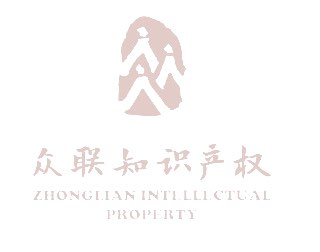 众联知识产权
ZHONGLIAN INTELLECTUAL
PROPERTY